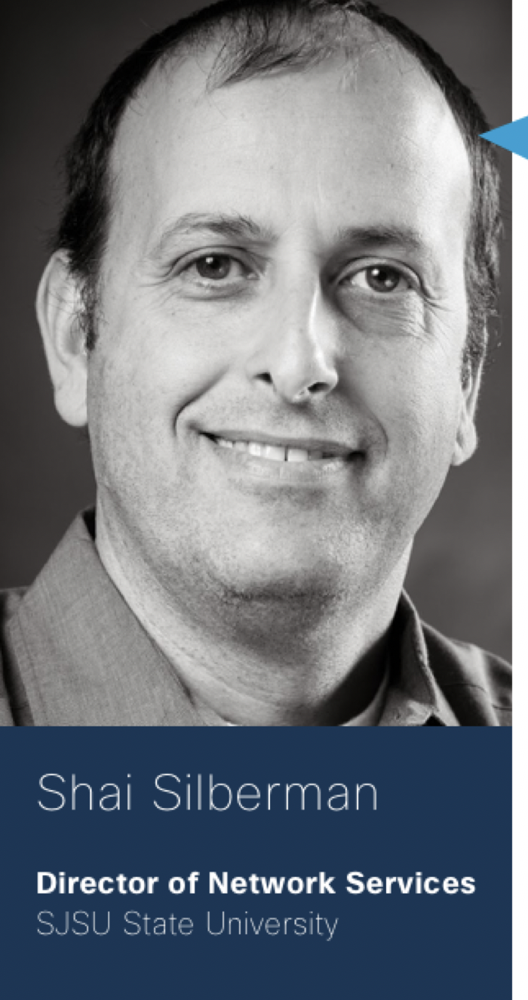 Shai Silberman
Director of Network Services
SJSU State University